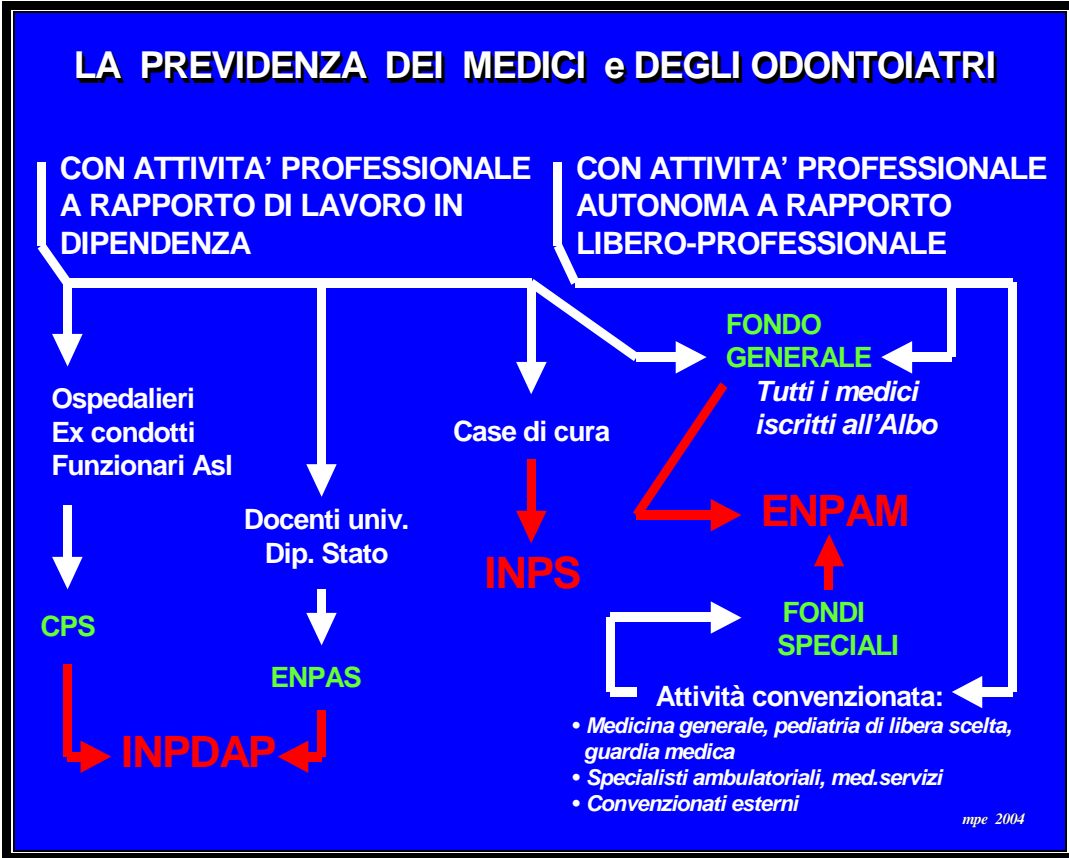 LA PREVIDENZA DEI MEDICI e DEGLI ODONTOIATRI
CON ATTIVITA’ PROFESSIONALE
A RAPPORTO DI LAVORO IN
DIPENDENZA
CON ATTIVITA’ PROFESSIONALE
AUTONOMA A RAPPORTO
LIBERO-PROFESSIONALE
Ospedalieri
Ex condotti
Funzionari Asl
CPS
Docenti univ.
Dip. Stato
ENPAS
INPDAP
Case di cura
INPS
FONDO
GENERALE
Tutti i medici
iscritti all’Albo
ENPAM
FONDI
SPECIALI
Attività convenzionata:
• Medicina generale, pediatria di libera scelta,
guardia medica
• Specialisti ambulatoriali, med.servizi
• Convenzionati esterni
mpe 2004